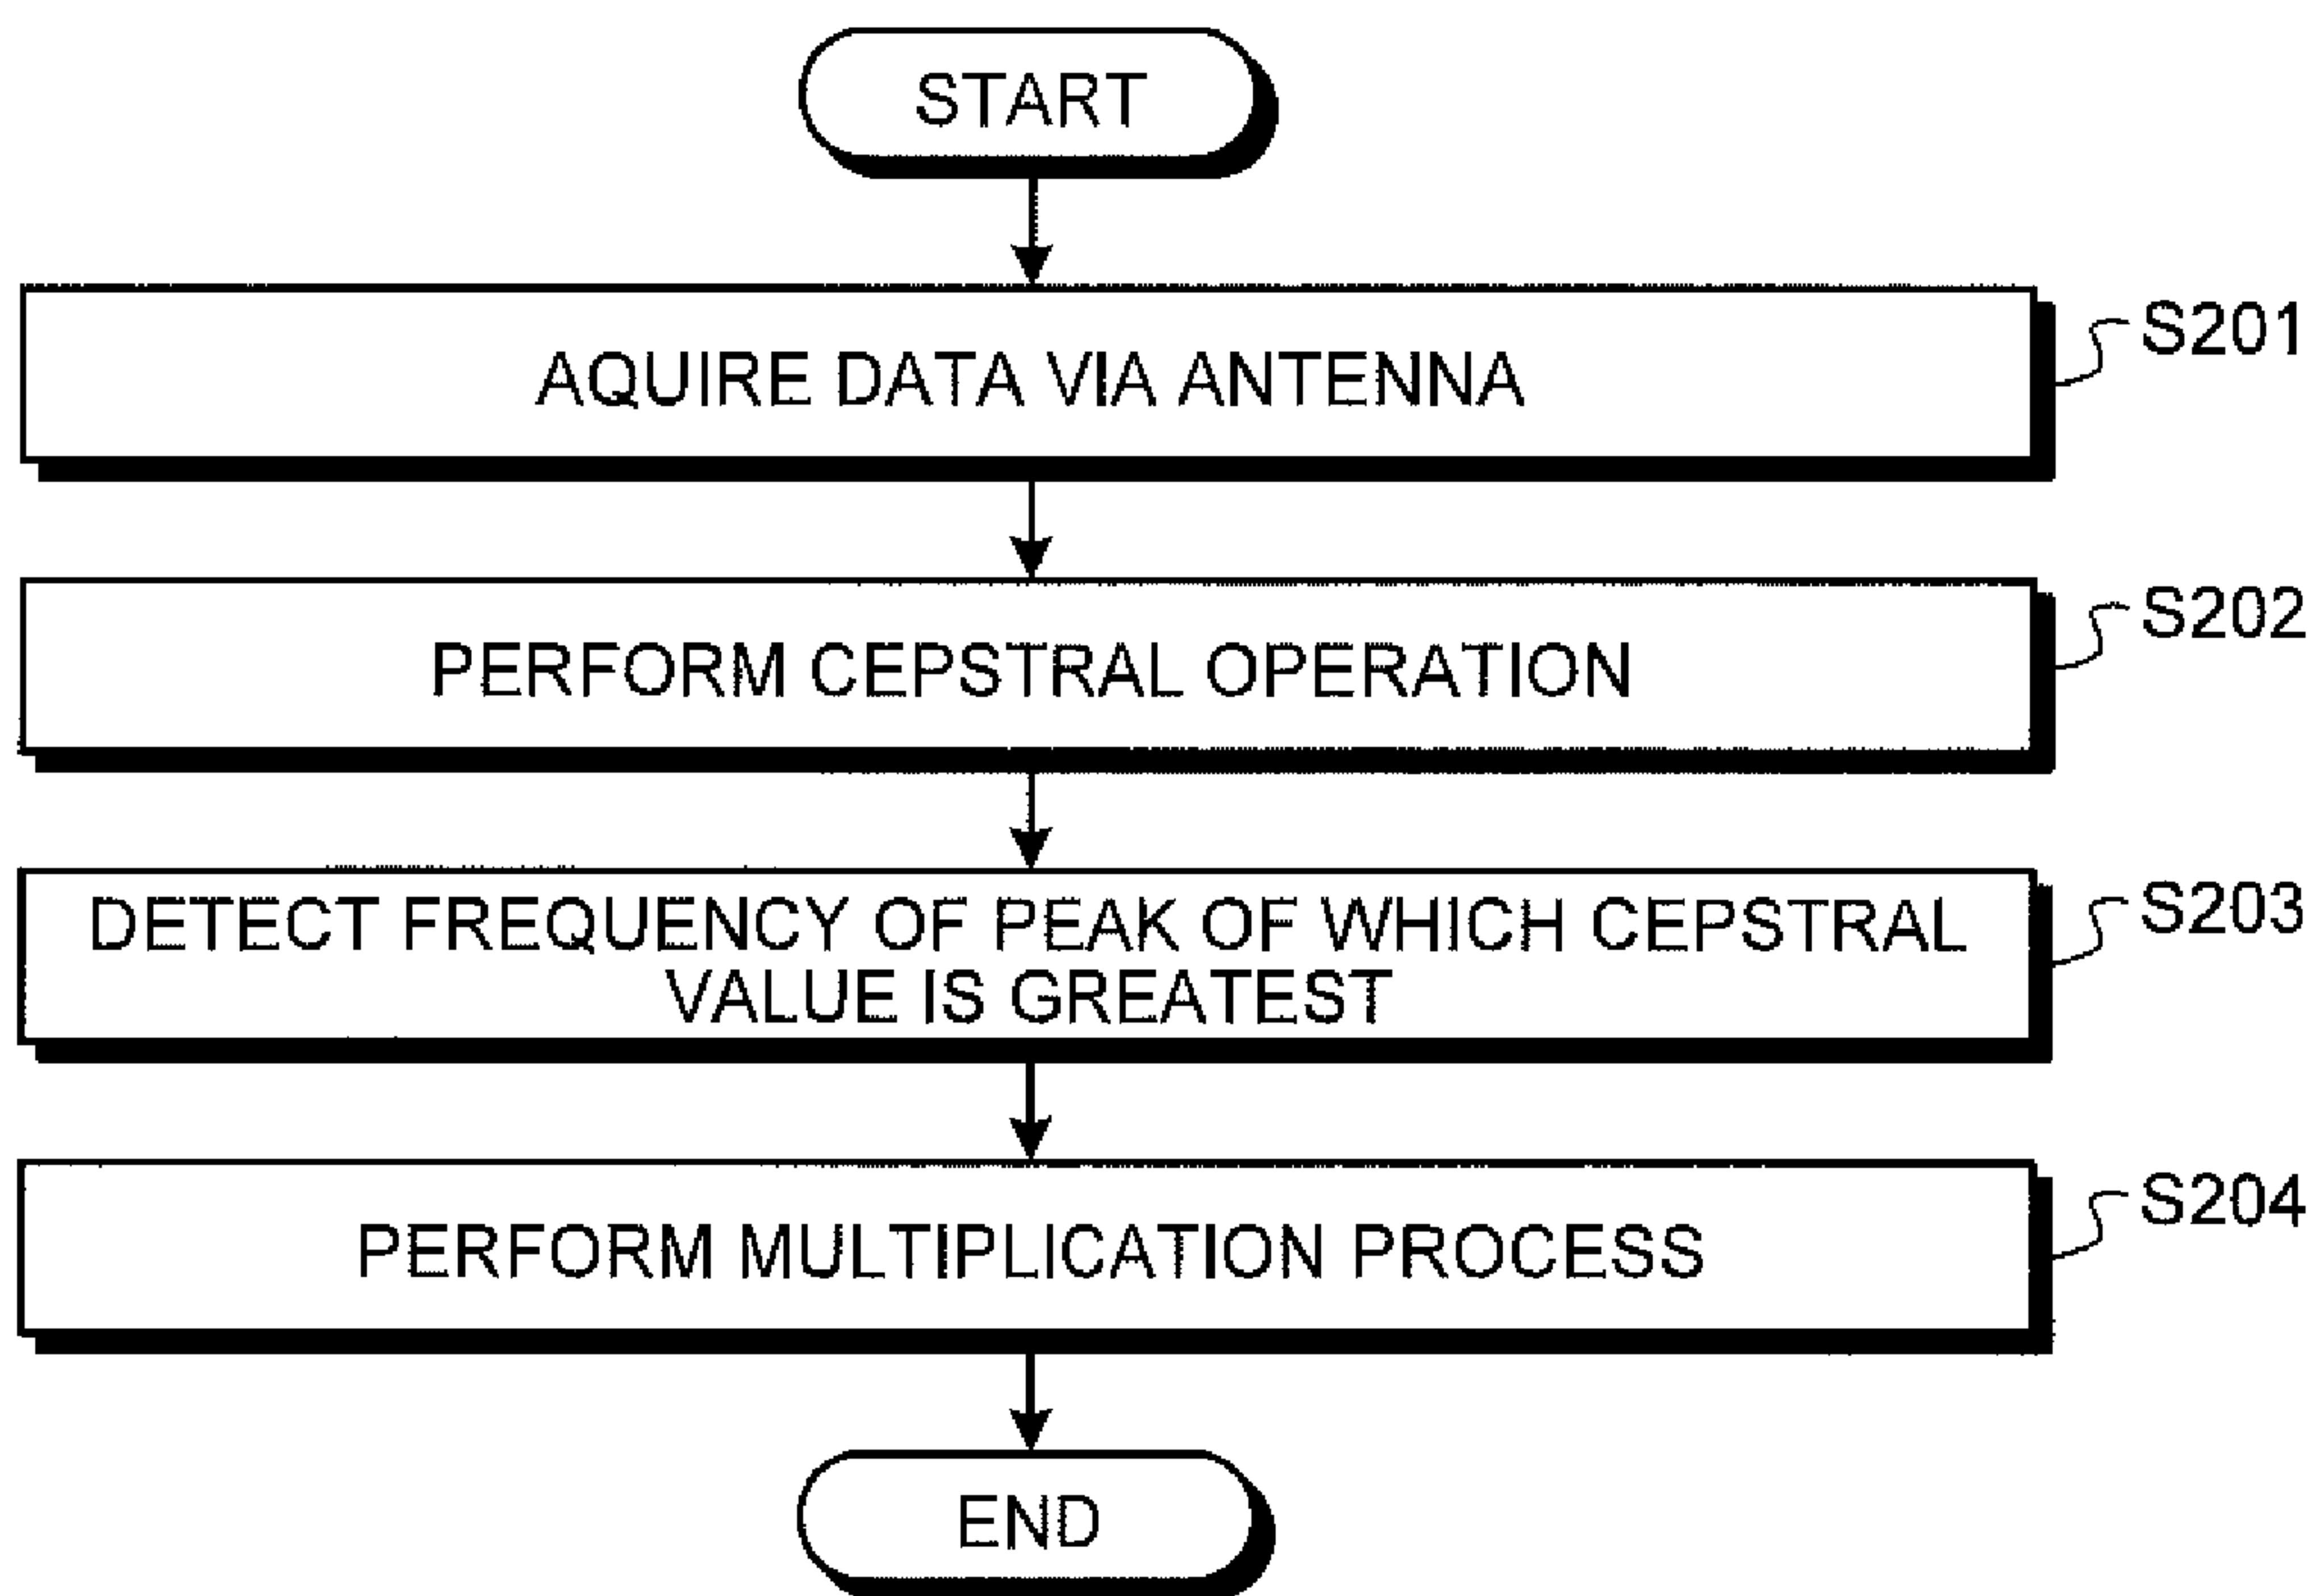 START
AQUIRE DATA VIA ANTENNA
S201
PERFORM CEPSTRAL OPERATION
S202
DETECT FREQUENCY OF PEAK OF WHICH CEPSTRAL
VALUE IS GREATEST
S203
PERFORM MULTIPLICATION PROCESS
S204
END